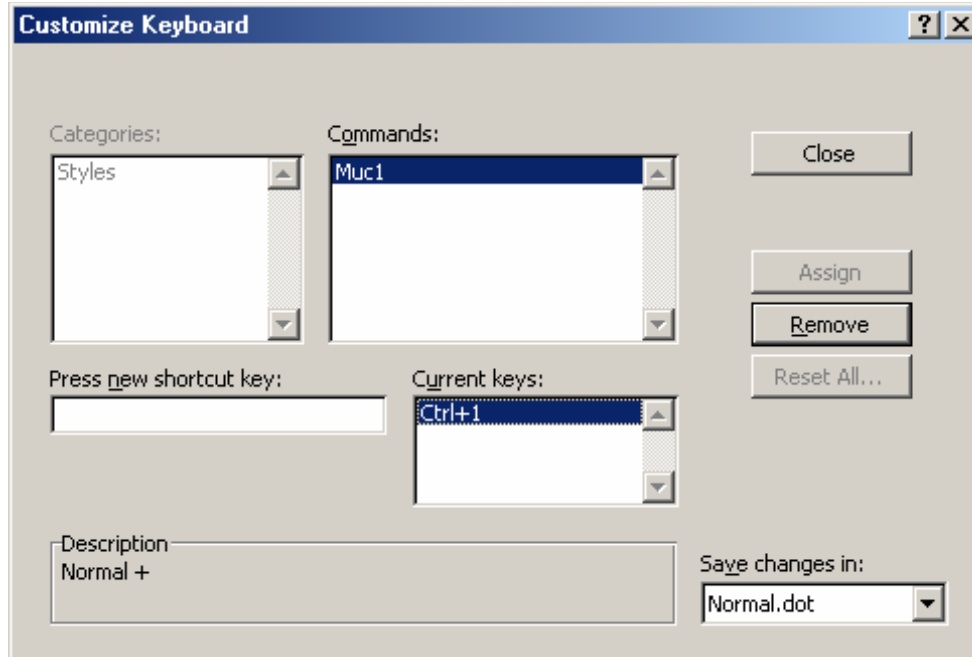 Customize Keyboard
Categories:
Commands:
Close
Styles
Muc1
Assign
Remove
Press new shortcut key:
Current keys:
Reset All...
Ctrl+1
Description
Normal +
Save changes in:
Normal.dot